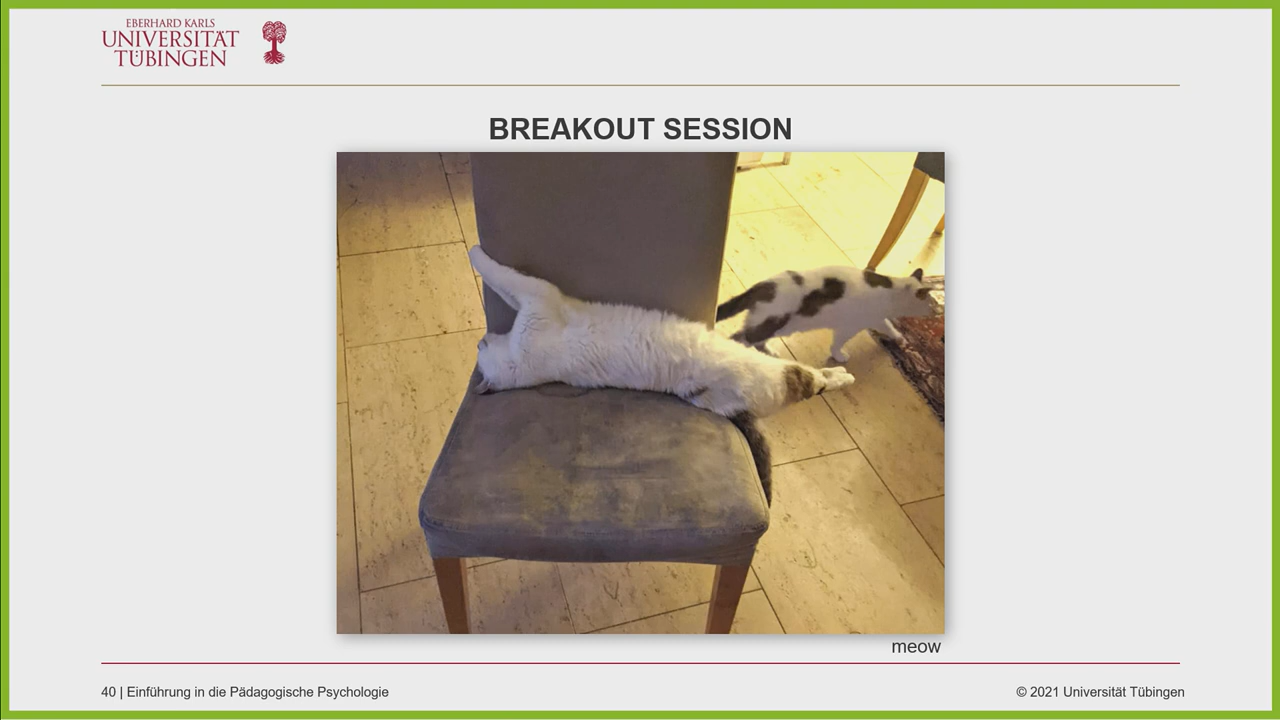 EBERHARD KARLS
UNIVERSITÄT
TÜBINGEN
BREAKOUT SESSION
meow
40 | Einführung in die Pädagogische Psychologie
© 2021 Universität Tübingen